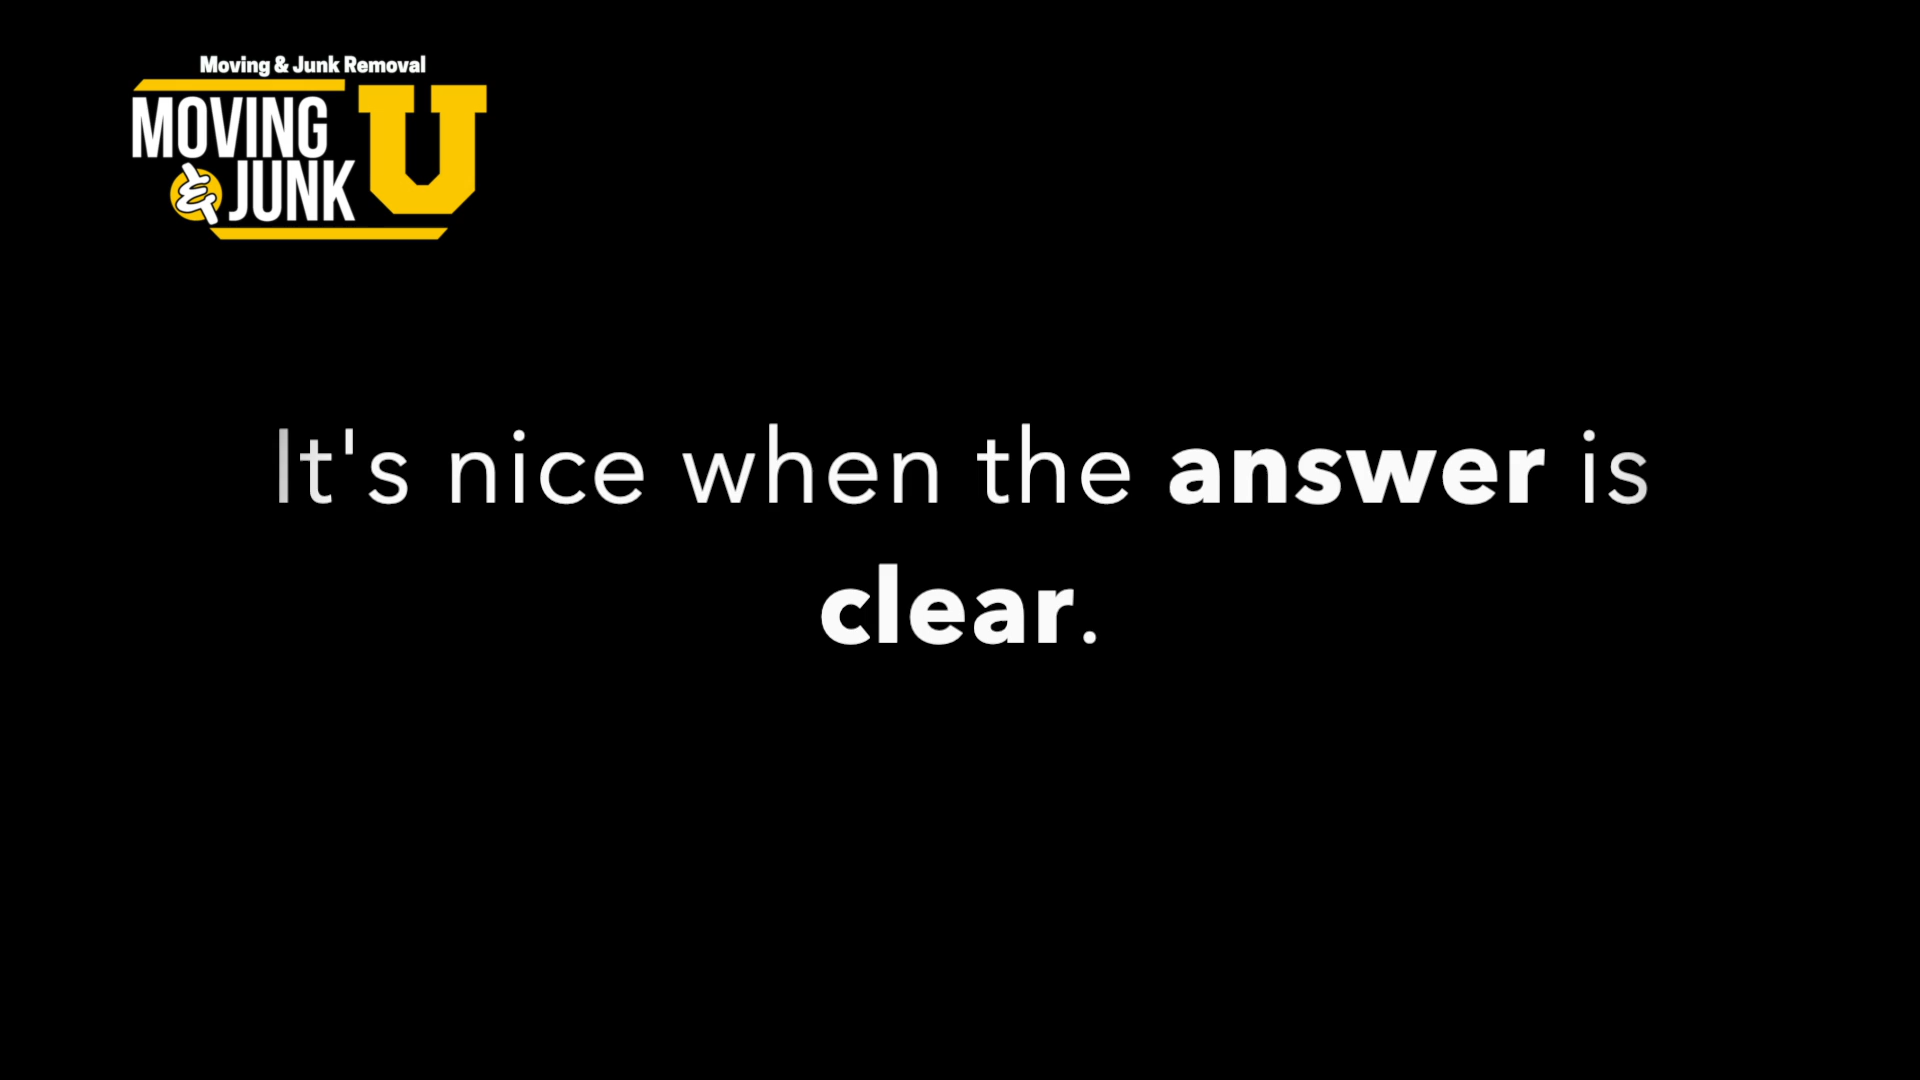 Moving & Junk Removal
MOVING U
& JUNK
It's nice when the answer is
clear.